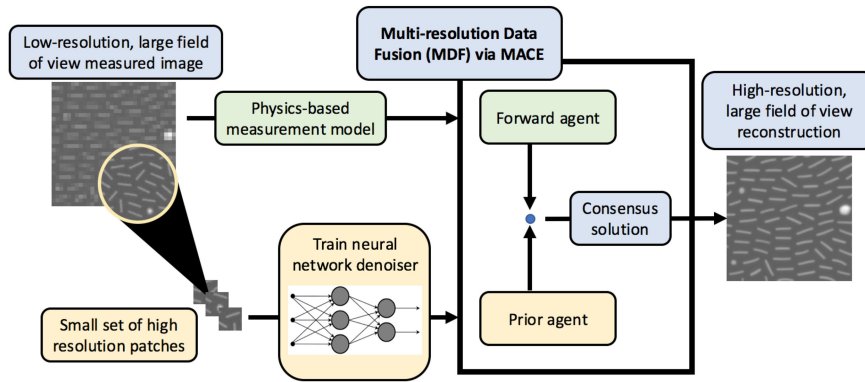 Low-resolution, large field
of view measured image
Physics-based
measurement model
Small set of high
resolution patches
Train neural
network denoiser
Multi-resolution Data
Fusion (MDF) via MACE
Forward agent
Prior agent
Consensus
solution
High-resolution,
large field of view
reconstruction